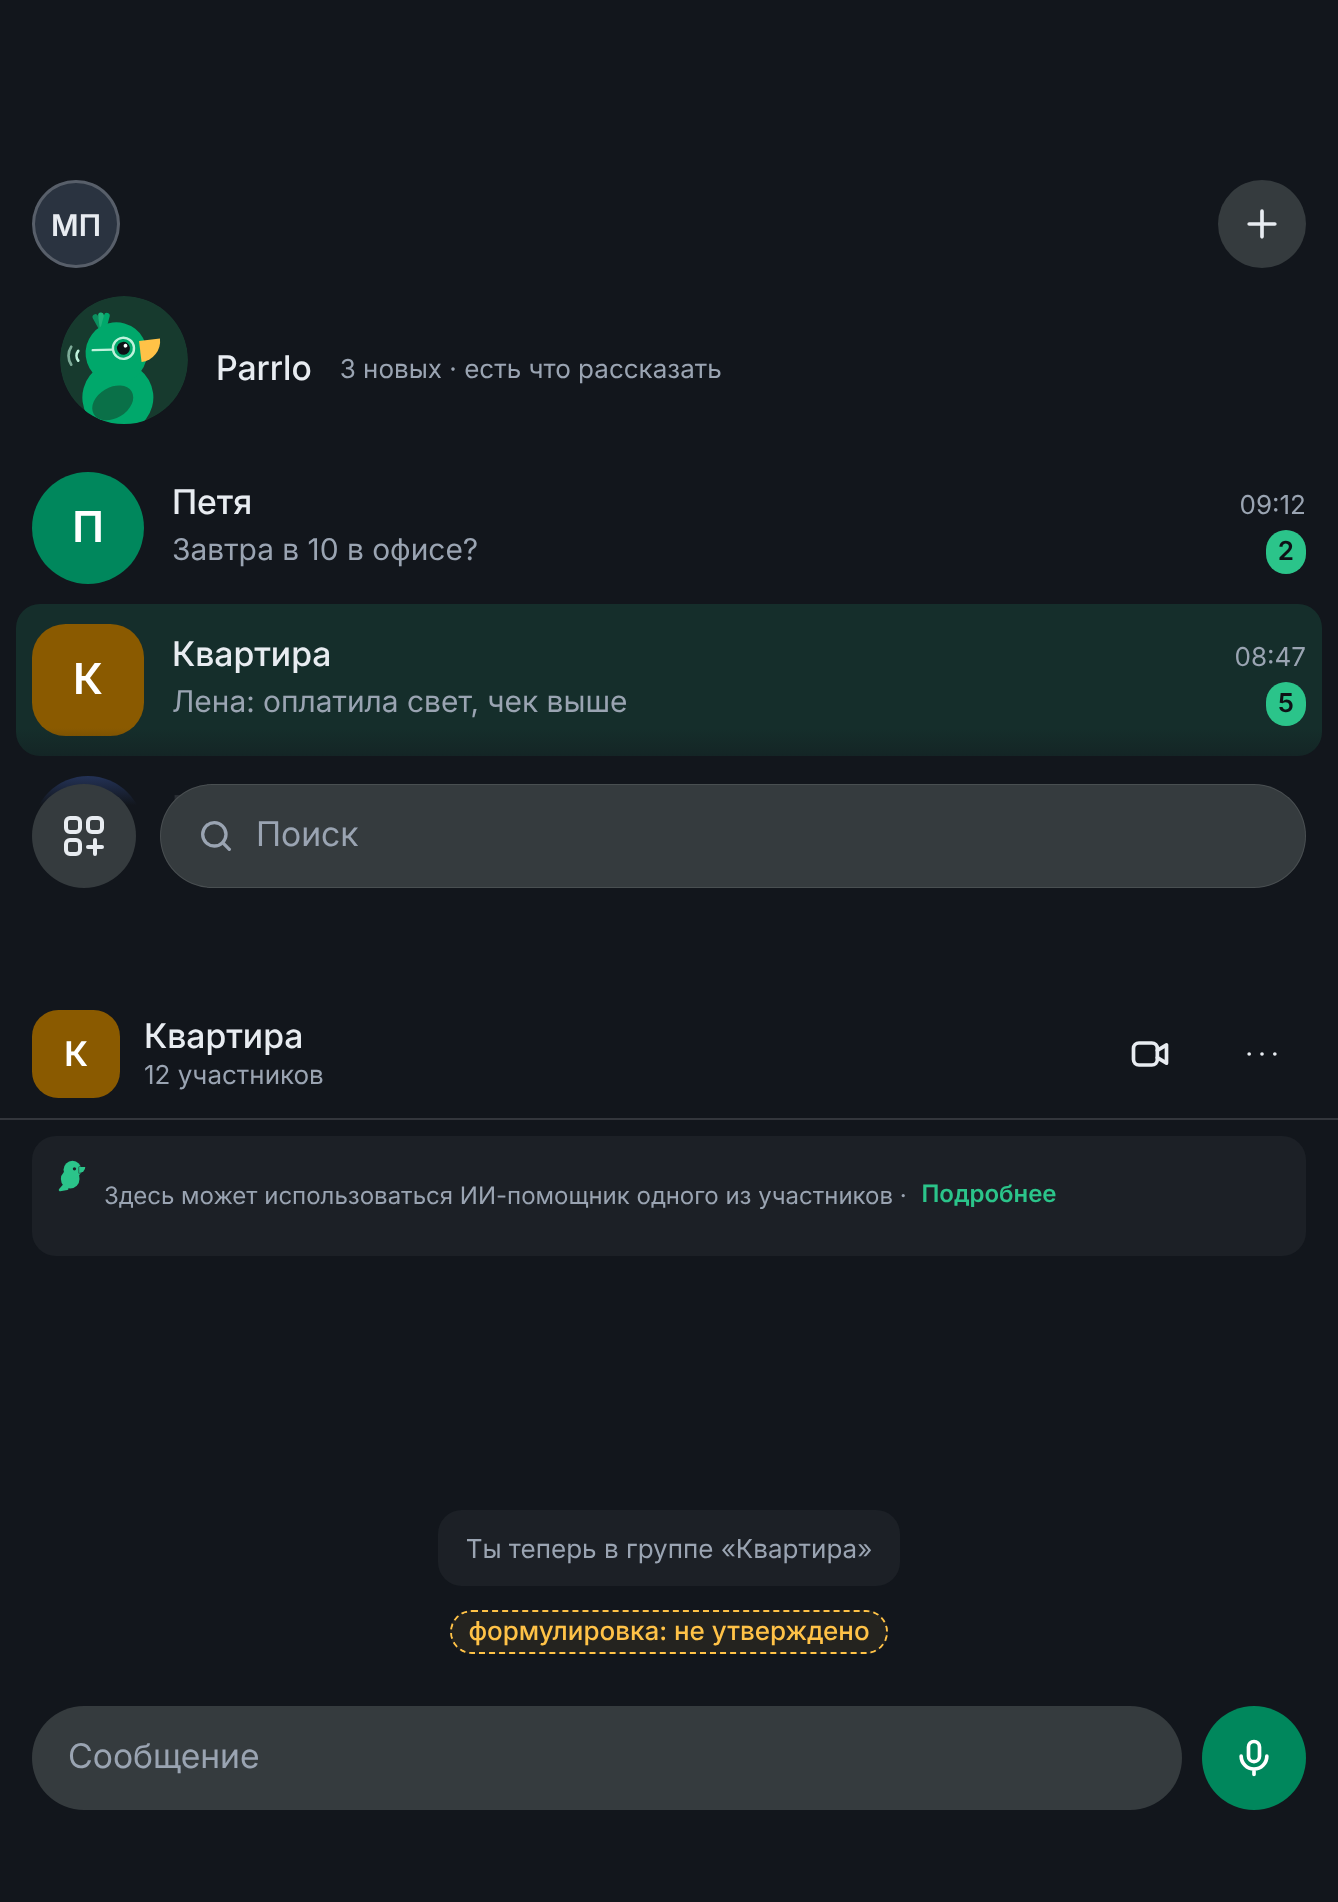 МП
Parrlo 3 новых · есть что рассказать
П
Петя
09:12
Завтра в 10 в офисе?
2
К
Квартира
08:47
Лена: оплатила свет, чек выше
5
Поиск
К
Квартира
12 участников
Здесь может использоваться ИИ-помощник одного из участников · Подробнее
Ты теперь в группе «Квартира»
формулировка: не утверждено
Сообщение